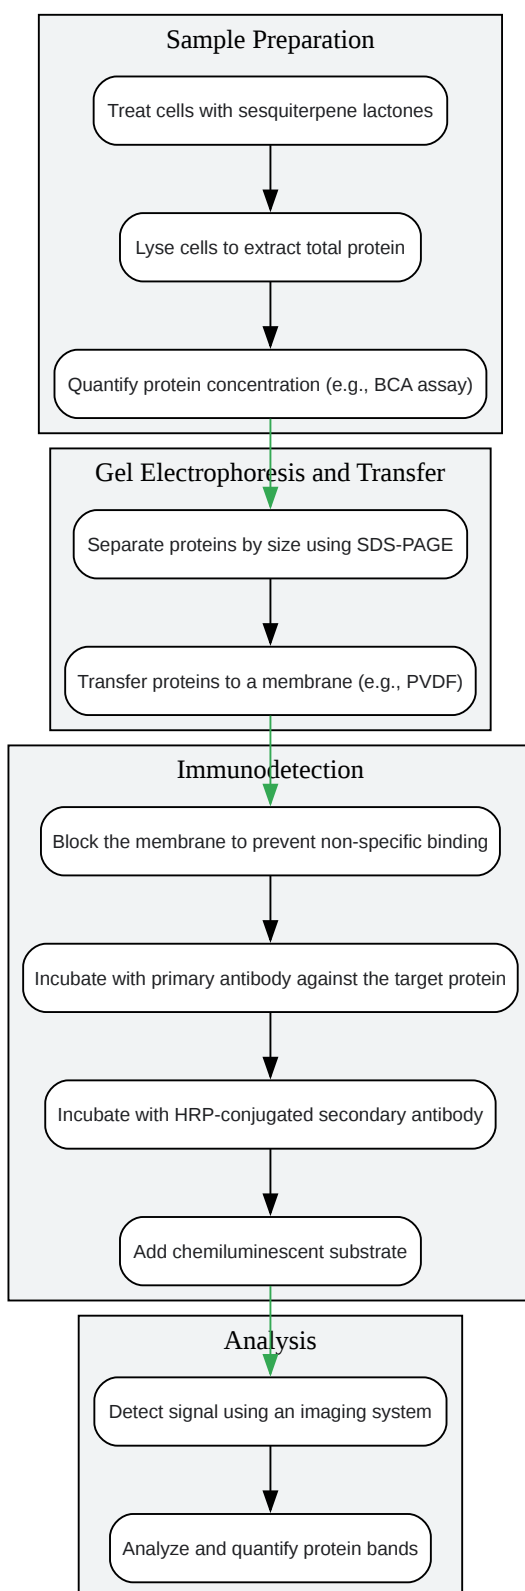 Sample Preparation
Treat cells with sesquiterpene lactones
Lyse cells to extract total protein
Quantify protein concentration (e.g., BCA assay)
Gel Electrophoresis and Transfer
Separate proteins by size using SDS-PAGE
Transfer proteins to a membrane (e.g., PVDF)
Immunodetection
Block the membrane to prevent non-specific binding
Incubate with primary antibody against the target protein
Incubate with HRP-conjugated secondary antibody
Add chemiluminescent substrate
Analysis
Detect signal using an imaging system
Analyze and quantify protein bands